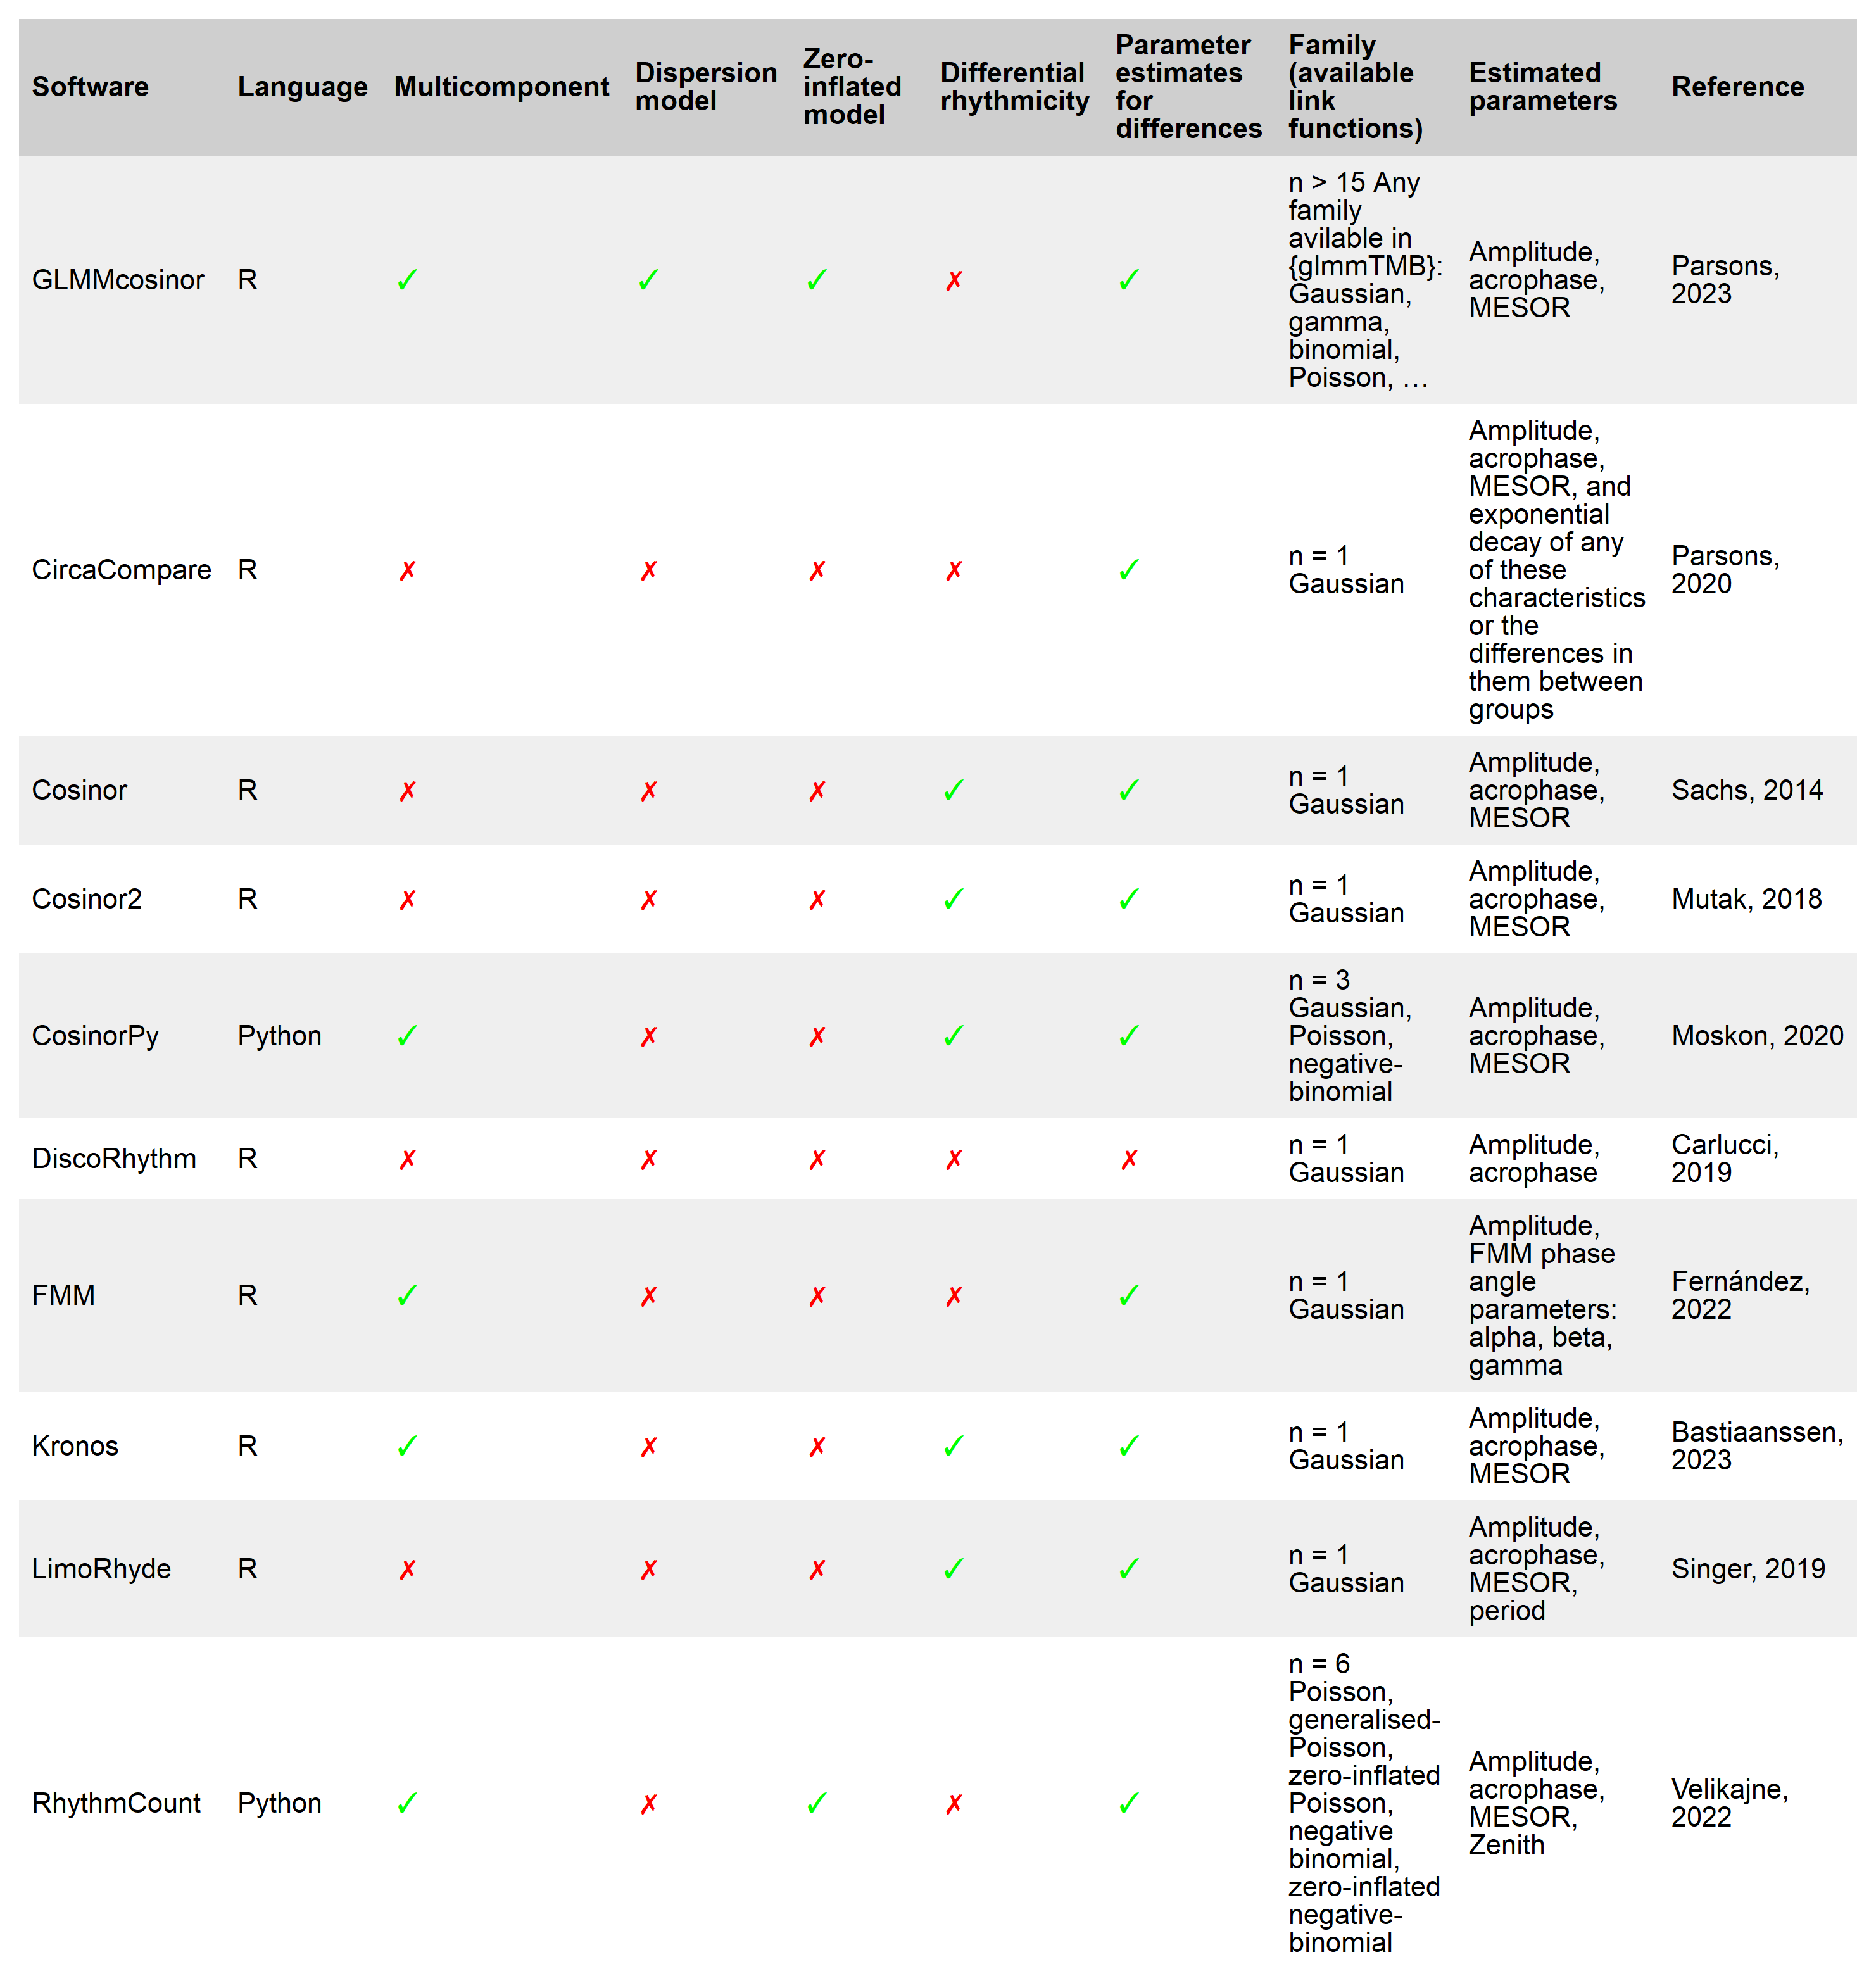 Software
Language
Multicomponent
Dispersion
model
Zero-
inflated
model
Differential
rhythmicity
Parameter
estimates
for
differences
Family
(available
link
functions)
Estimated
parameters
Reference
GLMMcosinor
R
✓
✓
✓
✗
✓
n > 15 Any
family
avilable in
{glmmTMB}:
Gaussian,
gamma,
binomial,
Poisson, …
Amplitude,
acrophase,
MESOR
Parsons,
2023
CircaCompare
R
✗
✗
✗
✗
✓
n = 1
Gaussian
Amplitude,
acrophase,
MESOR, and
exponential
decay of any
of these
characteristics
or the
differences in
them between
groups
Parsons,
2020
Cosinor
R
✗
✗
✗
✓
✓
n = 1
Gaussian
Amplitude,
acrophase,
MESOR
Sachs, 2014
Cosinor2
R
✗
✗
✗
✓
✓
n = 1
Gaussian
Amplitude,
acrophase,
MESOR
Mutak, 2018
CosinorPy
Python
✓
✗
✗
✓
✓
n = 3
Gaussian,
Poisson,
negative-
binomial
Amplitude,
acrophase,
MESOR
Moskon, 2020
DiscoRhythm
R
✗
✗
✗
✗
✗
n = 1
Gaussian
Amplitude,
acrophase
Carlucci,
2019
FMM
R
✓
✗
✗
✗
✓
n = 1
Gaussian
Amplitude,
FMM phase
angle
parameters:
alpha, beta,
gamma
Fernández,
2022
Kronos
R
✓
✗
✗
✓
✓
n = 1
Gaussian
Amplitude,
acrophase,
MESOR
Bastiaanssen,
2023
LimoRhyde
R
✗
✗
✗
✓
✓
n = 1
Gaussian
Amplitude,
acrophase,
MESOR,
period
Singer, 2019
RhythmCount
Python
✓
✗
✓
✗
✓
n = 6
Poisson,
generalised-
Poisson,
zero-inflated
Poisson,
negative
binomial,
zero-inflated
negative-
binomial
Amplitude,
acrophase,
MESOR,
Zenith
Velikajne,
2022